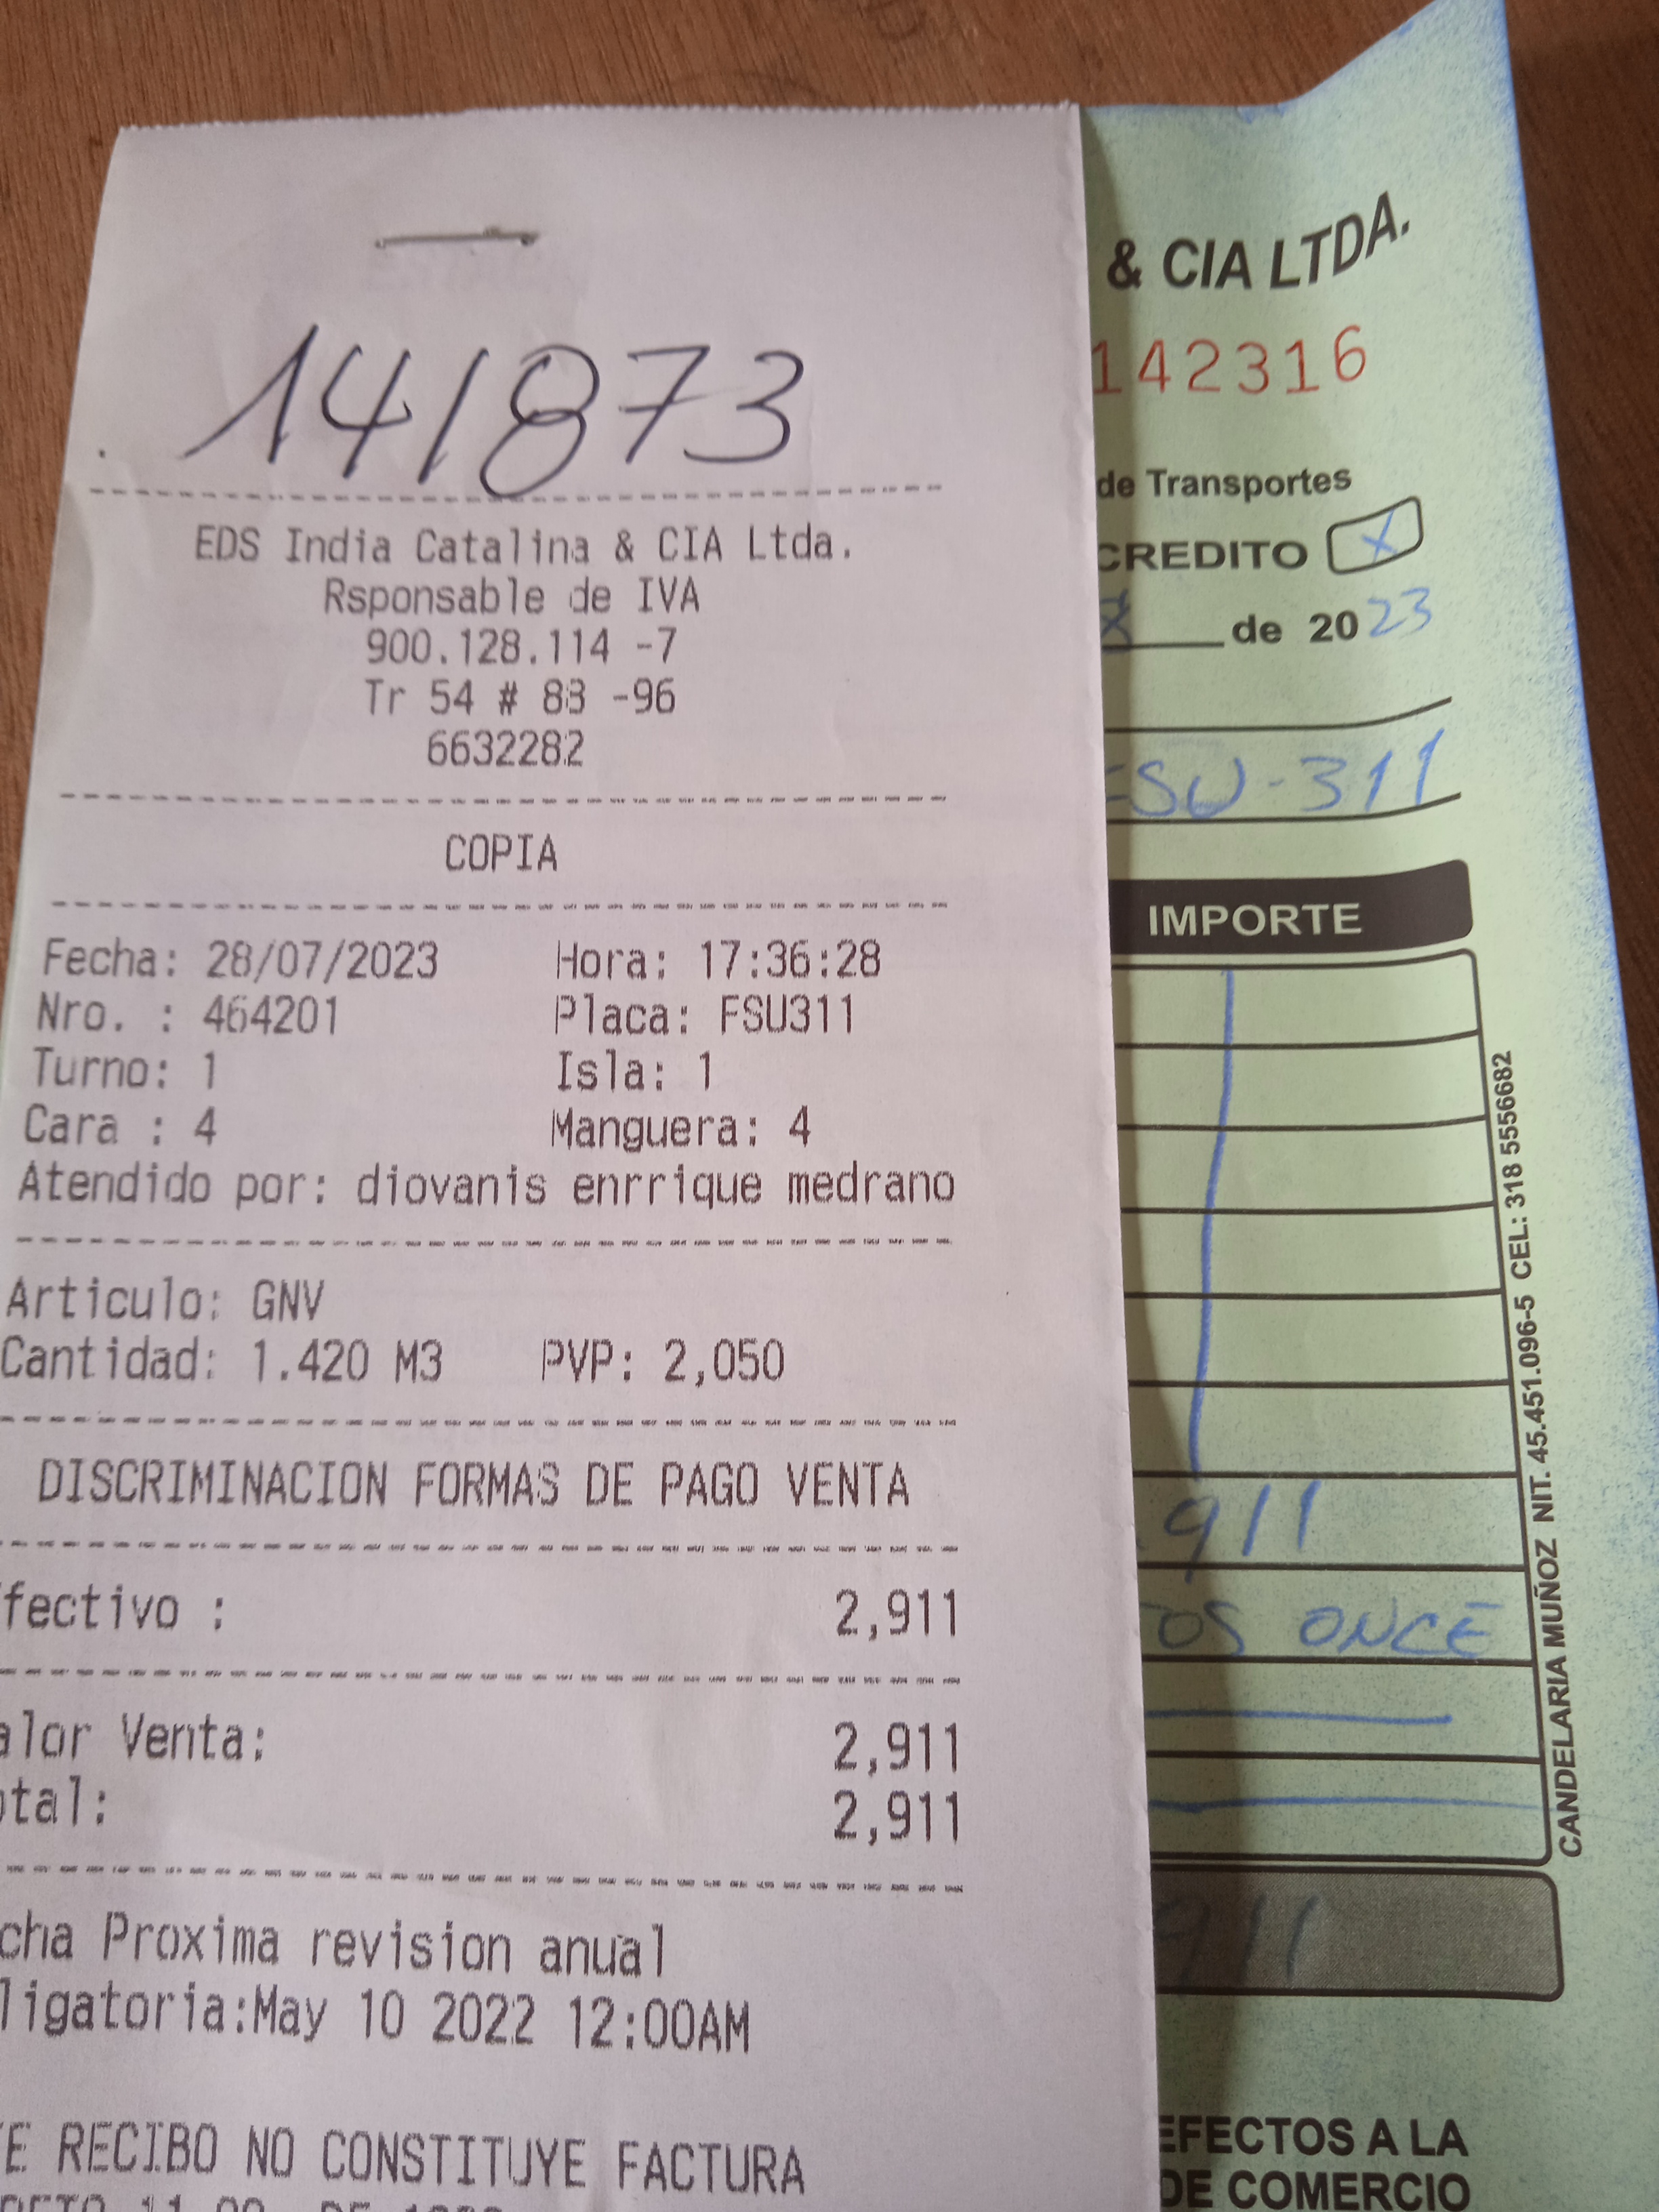 141873
EDS India Catalina & CIA Ltda.
Rsponsable de IVA
900.128.114 -7
Tr 54 # 88 -96
6632282
COPIA
Fecha: 28/07/2023 Hora: 17:36:28
Nro. : 464201 Placa: FSU311
Turno: 1 Isla: 1
Cara : 4 Manguera: 4
Atendido por: diovanis enrrique medrano
Articulo: GNV
Cantidad: 1.420 M3 PVP: 2,050
DISCRIMINACION FORMAS DE PAGO VENTA
fectivo : 2,911
alor Venta: 2,911
otal: 2,911
cha Proxima revision anual
ligatoria:May 10 2022 12:00AM
E RECIBO NO CONSTITUYE FACTURA
& CIA LTDA.
142316
de Transportes
CREDITO X
de 2023
FSU-311
IMPORTE
911
TOS ONCE
911
EFECTOS A LA
DE COMERCIO
CANDELARIA MUÑOZ NIT. 45.451.096-5 CEL: 318 5556682